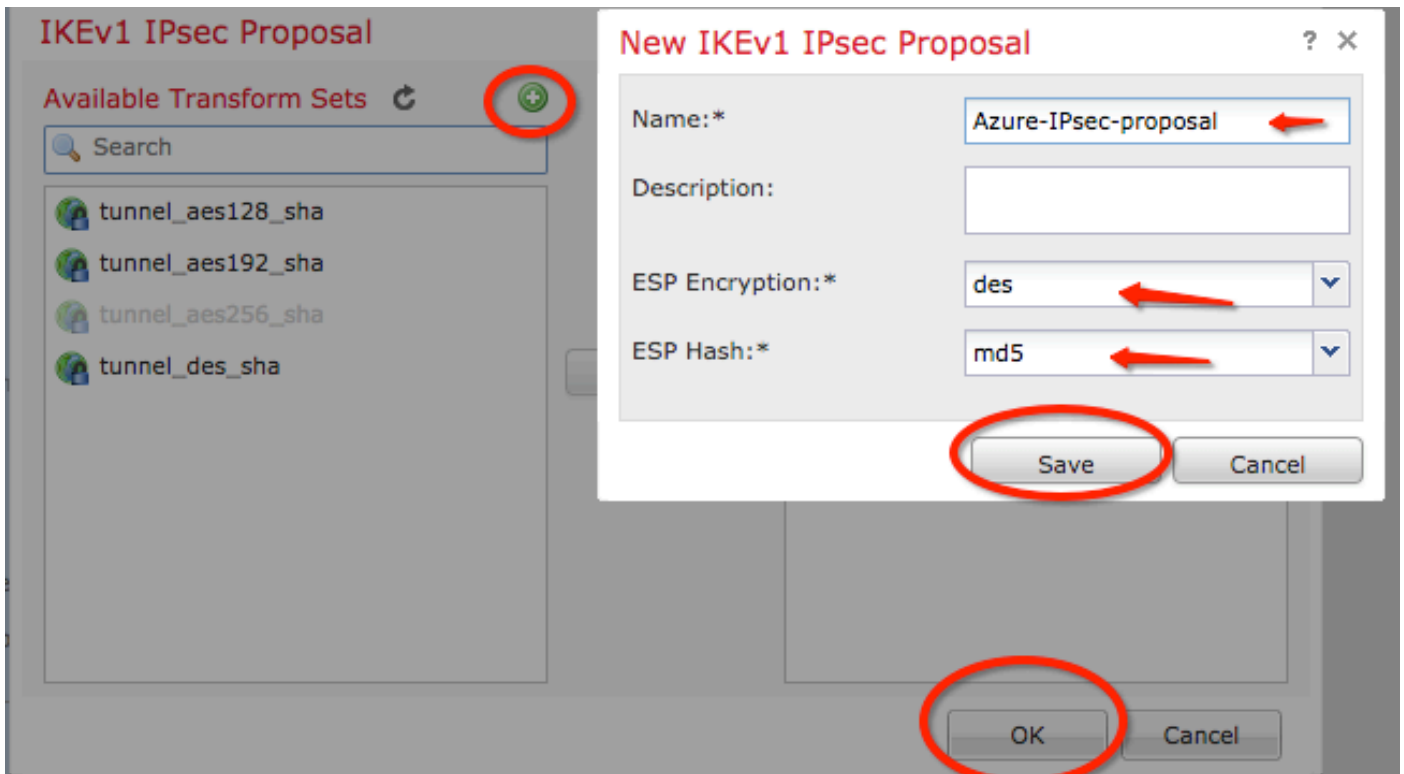 IKEv1 IPsec Proposal
Available Transform Sets
Search
tunnel_aes128_sha
tunnel_aes192_sha
tunnel_aes256_sha
tunnel_des_sha
OK Cancel
New IKEv1 IPsec Proposal ? ×
Name:* Azure-IPsec-proposal
Description:
ESP Encryption:* des
ESP Hash:* md5
Save Cancel